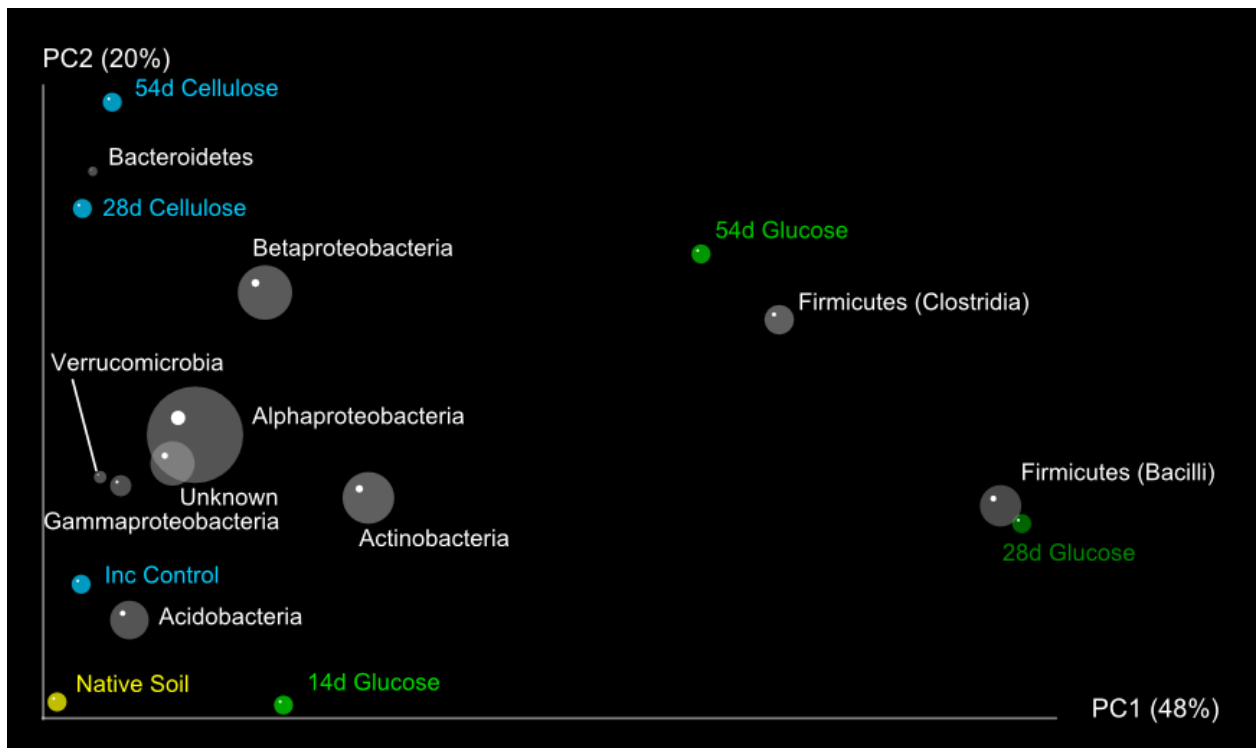 PC2 (20%)
54d Cellulose
Bacteroidetes
28d Cellulose
54d Glucose
Betaproteobacteria
Firmicutes (Clostridia)
Verrucomicrobia
Alphaproteobacteria
Firmicutes (Bacilli)
Unknown
Gammaproteobacteria
Actinobacteria
28d Glucose
Inc Control
Acidobacteria
Native Soil
14d Glucose
PC1 (48%)